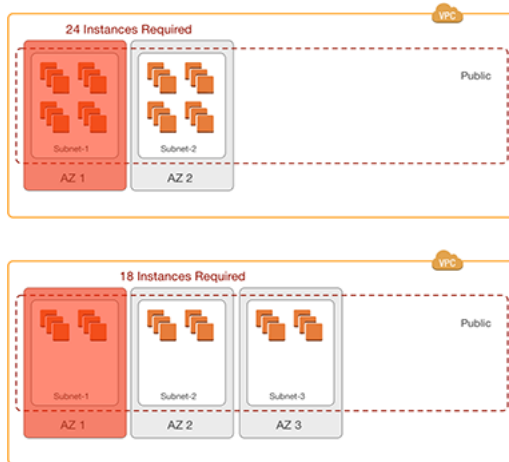 VPC
24 Instances Required
Public
Subnet-1
Subnet-2
AZ 1
AZ 2
VPC
18 Instances Required
Public
Subnet-1
Subnet-2
Subnet-3
AZ 1
AZ 2
AZ 3